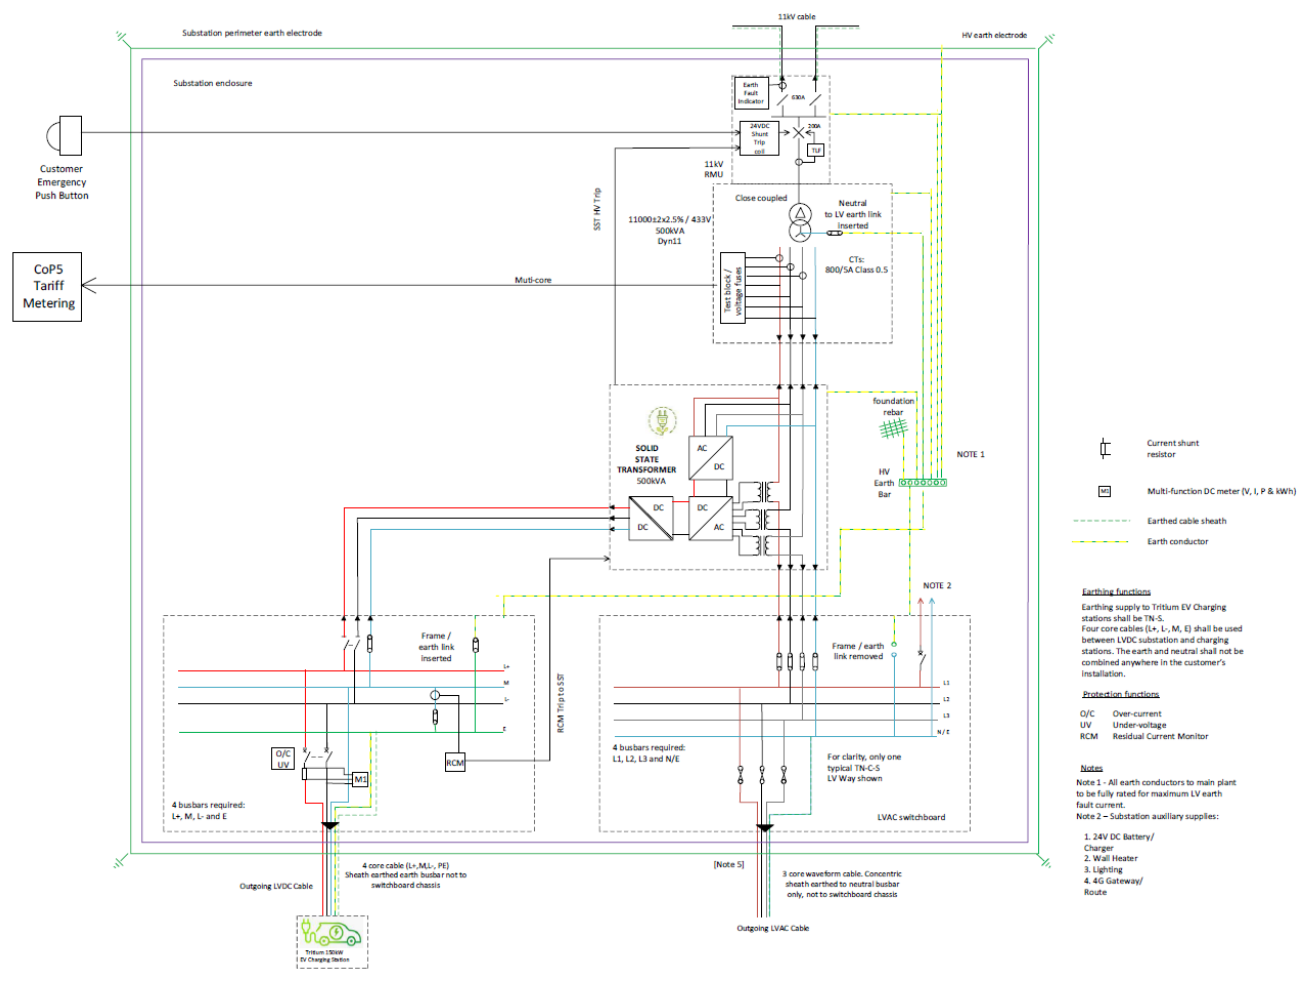 11kV cable
Substation perimeter earth electrode
HV earth electrode
Substation enclosure
Earth
Fault
Indicator
630A
24VDC
Shunt
Trip
coil
200A
TLF
11kV
RMU
Customer
Emergency
Push Button
Close coupled
Neutral
to LV earth link
Inserted
SST HV Trip
11000±2x2.5% / 433V
500kVA
Dyn11
CTs:
800/5A Class 0.5
Test block /
voltage fuses
CoP5
Tariff
Metering
Muti-core
foundation
rebar
SOLID
STATE
TRANSFORMER
500kVA
AC
DC
DC
DC
DC
AC
HV
Earth
Bar
NOTE 1
Current shunt
resistor
M1
Multi-function DC meter (V, I, P & kWh)
Earthed cable sheath
Earth conductor
NOTE 2
Earthing functions
Earthing supply to Tritium EV Charging
stations shall be TN-S.
Four core cables (L+, L-, M, E) shall be used
between LVDC substation and charging
stations. The earth and neutral shall not be
combined anywhere in the customer's
installation.
Protection functions
O/C Over-current
UV Under-voltage
RCM Residual Current Monitor
Notes
Note 1 - All earth conductors to main plant
to be fully rated for maximum LV earth
fault current.
Note 2 – Substation auxiliary supplies:
1. 24V DC Battery/
Charger
2. Wall Heater
3. Lighting
4. 4G Gateway/
Route
Frame /
earth link
inserted
L+
M
L-
E
RCM Trip to SST
O/C
UV
RCM
M1
4 busbars required:
L+, M, L- and E
Frame / earth
link removed
L1
L2
L3
N/E
4 busbars required:
L1, L2, L3 and N/E
For clarity, only one
typical TN-C-S
LV Way shown
LVAC switchboard
4 core cable (L+,M,L-, PE)
Sheath earthed earth busbar not to
switchboard chassis
Outgoing LVDC Cable
[Note 5]
3 core waveform cable. Concentric
sheath earthed to neutral busbar
only, not to switchboard chassis
Outgoing LVAC Cable
Tritium 150kW
EV Charging Station